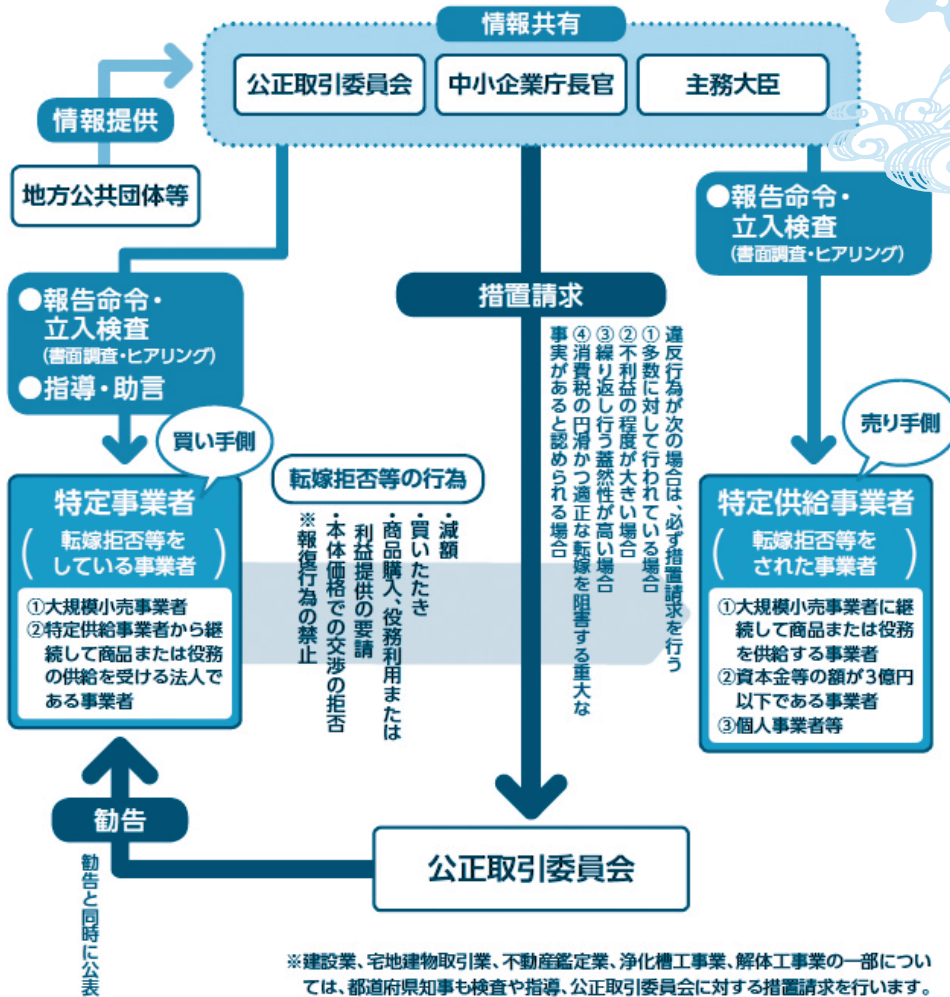 情報共有
公正取引委員会
中小企業庁長官
主務大臣
情報提供
地方公共団体等
●報告命令・
立入検査
(書面調査・ヒアリング)
●指導・助言
措置請求
●報告命令・
立入検査
(書面調査・ヒアリング)
違反行為が次の場合は、必ず措置請求を行う
①多数に対して行われている場合
②不利益の程度が大きい場合
③繰り返し行う蓋然性が高い場合
④消費税の円滑かつ適正な転嫁を阻害する重大な
事実があると認められる場合
買い手側
特定事業者
(転嫁拒否等を
している事業者)
①大規模小売事業者
②特定供給事業者から継
続して商品または役務
の供給を受ける法人で
ある事業者
転嫁拒否等の行為
・減額
・買いたたき
・商品購入、役務利用または
利益提供の要請
・本体価格での交渉の拒否
※報復行為の禁止
売り手側
特定供給事業者
(転嫁拒否等を
された事業者)
①大規模小売事業者に継
続して商品または役務
を供給する事業者
②資本金等の額が3億円
以下である事業者
③個人事業者等
勧告
勧告と同時に公表
公正取引委員会
※建設業、宅地建物取引業、不動産鑑定業、浄化槽工事業、解体工事業の一部につい
ては、都道府県知事も検査や指導、公正取引委員会に対する措置請求を行います。